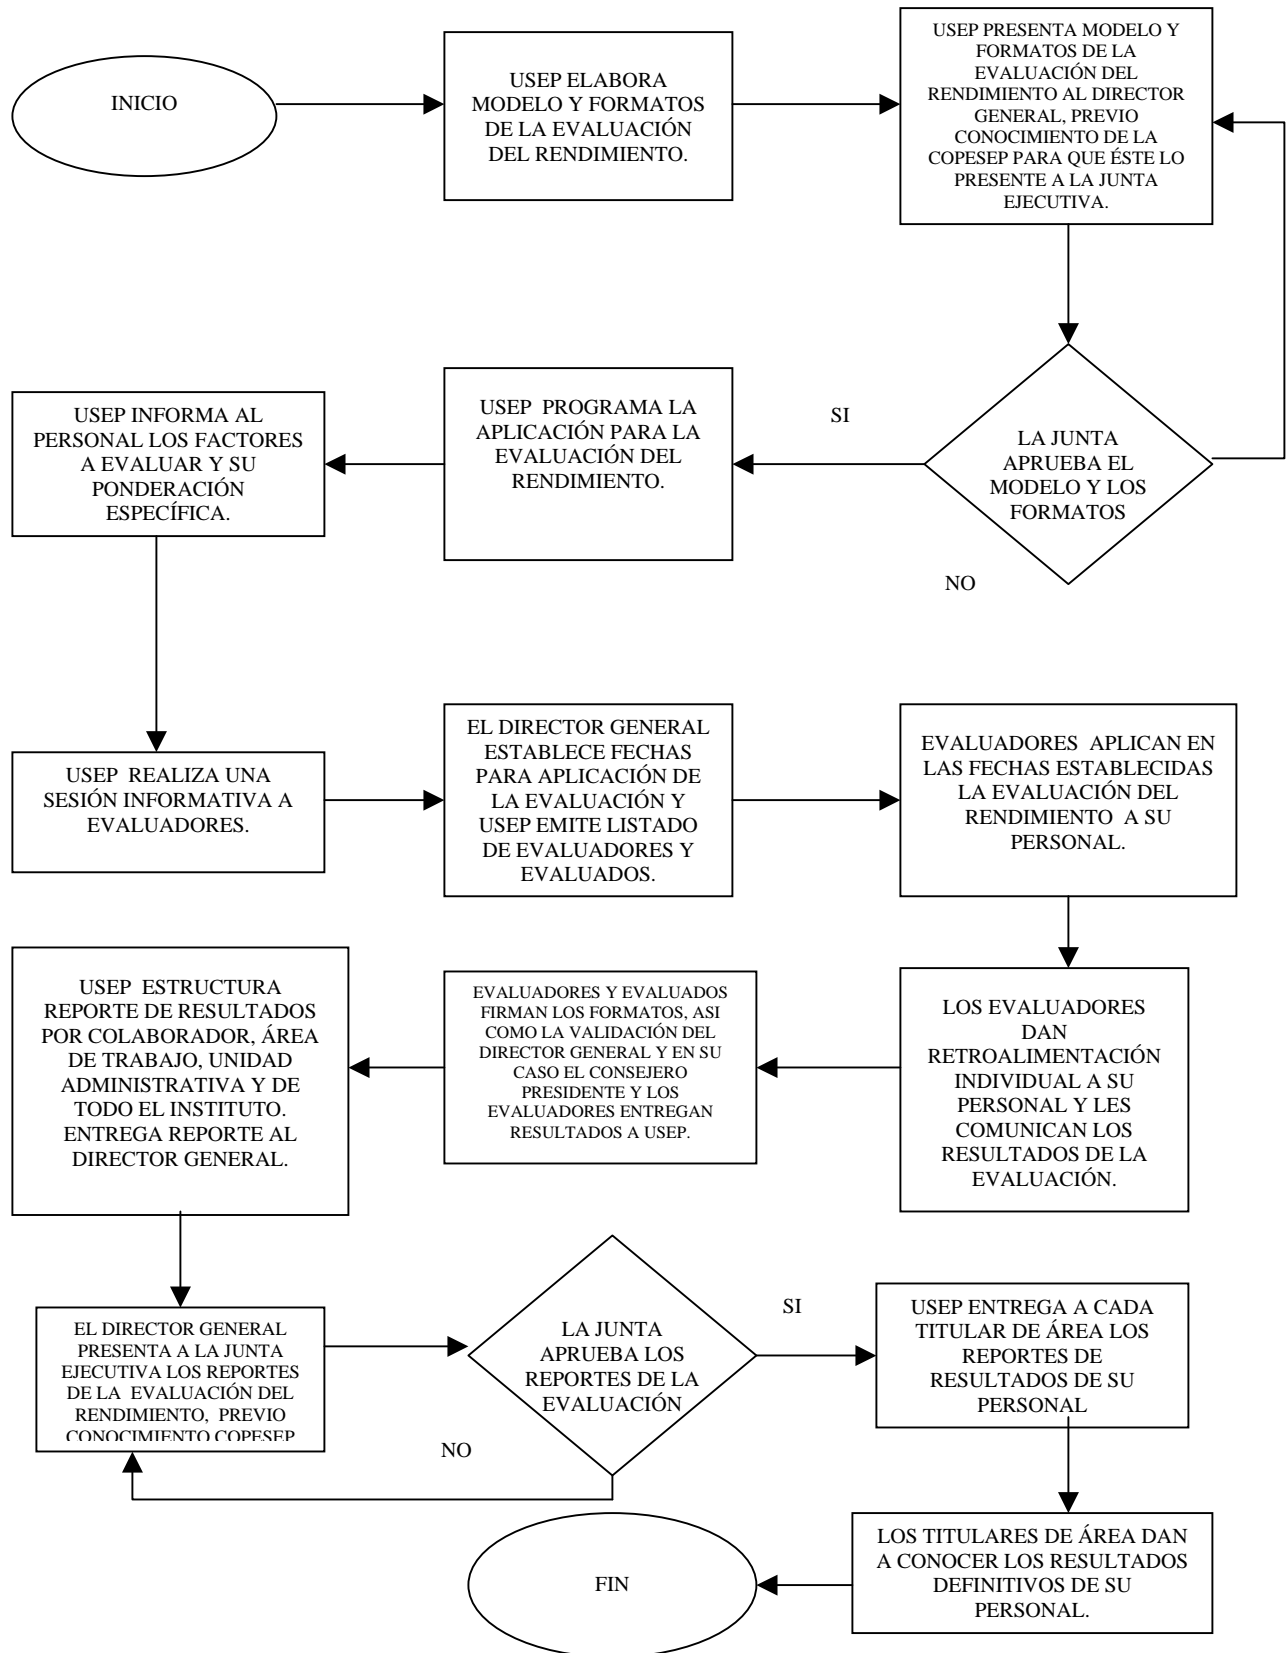 INICIO
USEP ELABORA
MODELO Y FORMATOS
DE LA EVALUACIÓN
DEL RENDIMIENTO.
USEP PRESENTA MODELO Y
FORMATOS DE LA
EVALUACIÓN DEL
RENDIMIENTO AL DIRECTOR
GENERAL, PREVIO
CONOCIMIENTO DE LA
COPESEP PARA QUE ÉSTE LO
PRESENTE A LA JUNTA
EJECUTIVA.
LA JUNTA
APRUEBA EL
MODELO Y LOS
FORMATOS
SI
NO
USEP PROGRAMA LA
APLICACIÓN PARA LA
EVALUACIÓN DEL
RENDIMIENTO.
USEP INFORMA AL
PERSONAL LOS FACTORES
A EVALUAR Y SU
PONDERACIÓN
ESPECÍFICA.
USEP REALIZA UNA
SESIÓN INFORMATIVA A
EVALUADORES.
EL DIRECTOR GENERAL
ESTABLECE FECHAS
PARA APLICACIÓN DE
LA EVALUACIÓN Y
USEP EMITE LISTADO
DE EVALUADORES Y
EVALUADOS.
EVALUADORES APLICAN EN
LAS FECHAS ESTABLECIDAS
LA EVALUACIÓN DEL
RENDIMIENTO A SU
PERSONAL.
LOS EVALUADORES
DAN
RETROALIMENTACIÓN
INDIVIDUAL A SU
PERSONAL Y LES
COMUNICAN LOS
RESULTADOS DE LA
EVALUACIÓN.
EVALUADORES Y EVALUADOS
FIRMAN LOS FORMATOS, ASI
COMO LA VALIDACIÓN DEL
DIRECTOR GENERAL Y EN SU
CASO EL CONSEJERO
PRESIDENTE Y LOS
EVALUADORES ENTREGAN
RESULTADOS A USEP.
USEP ESTRUCTURA
REPORTE DE RESULTADOS
POR COLABORADOR, ÁREA
DE TRABAJO, UNIDAD
ADMINISTRATIVA Y DE
TODO EL INSTITUTO.
ENTREGA REPORTE AL
DIRECTOR GENERAL.
EL DIRECTOR GENERAL
PRESENTA A LA JUNTA
EJECUTIVA LOS REPORTES
DE LA EVALUACIÓN DEL
RENDIMIENTO, PREVIO
CONOCIMIENTO COPESEP
LA JUNTA
APRUEBA LOS
REPORTES DE LA
EVALUACIÓN
SI
NO
USEP ENTREGA A CADA
TITULAR DE ÁREA LOS
REPORTES DE
RESULTADOS DE SU
PERSONAL
LOS TITULARES DE ÁREA DAN
A CONOCER LOS RESULTADOS
DEFINITIVOS DE SU
PERSONAL.
FIN